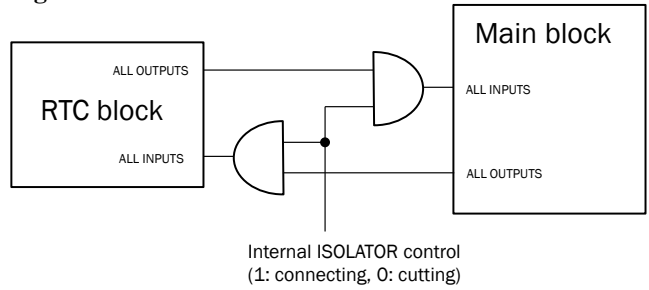 Main block
ALL OUTPUTS
RTC block
ALL INPUTS
ALL INPUTS
ALL OUTPUTS
Internal ISOLATOR control
(1: connecting, 0: cutting)